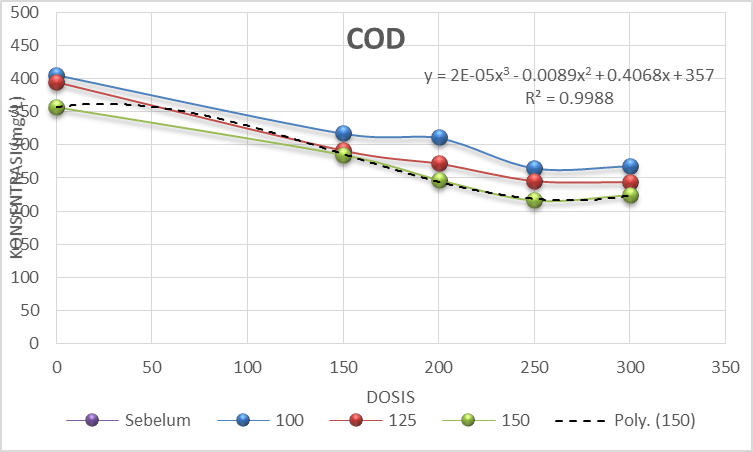 COD
y = 2E-05x³ - 0.0089x² + 0.4068x + 357
R² = 0.9988
KONSENTRASI (mg/L)
500
450
400
350
300
250
200
150
100
50
0
0 50 100 150 200 250 300 350
DOSIS
Sebelum 100 125 150 Poly. (150)